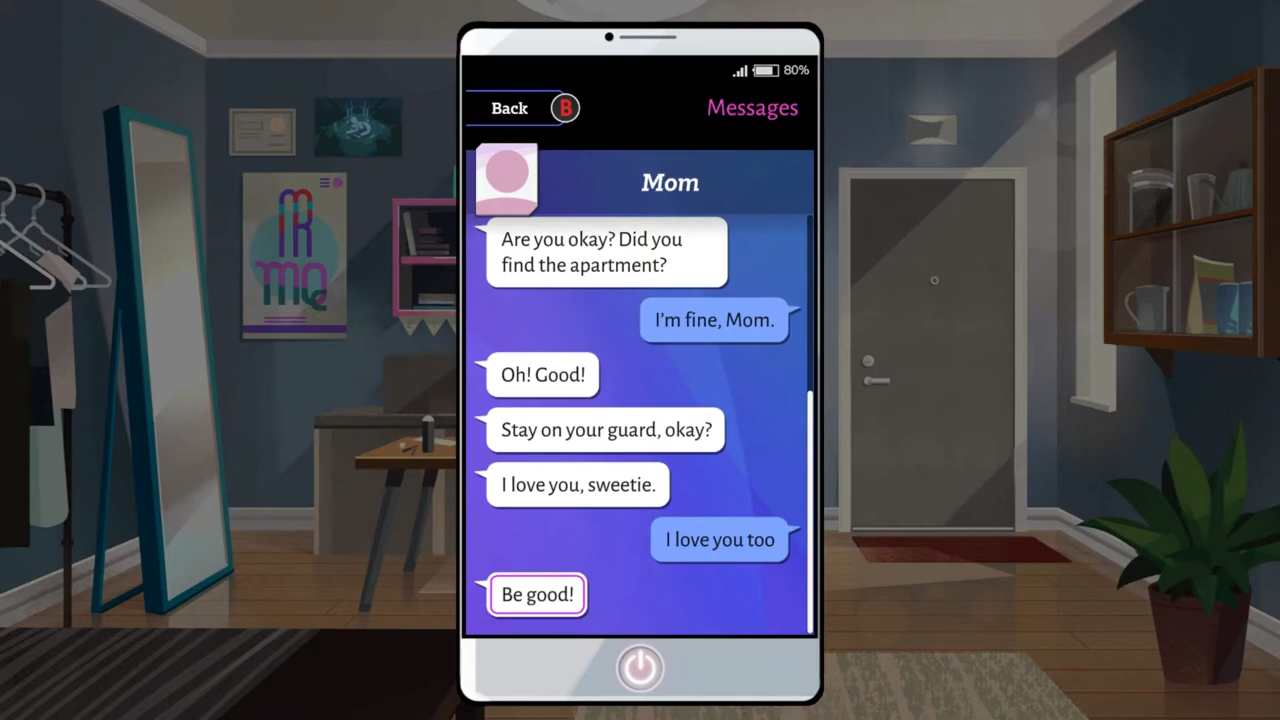 80%
Back B
Messages
Mom
Are you okay? Did you
find the apartment?
I'm fine, Mom.
Oh! Good!
Stay on your guard, okay?
I love you, sweetie.
I love you too
Be good!